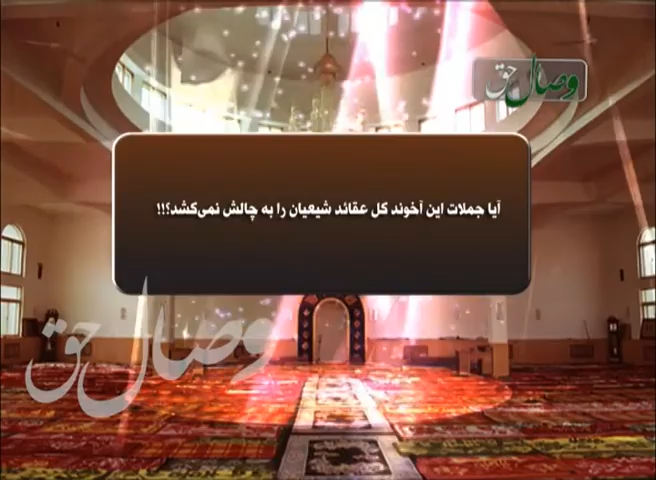 وصال حق
آیا جملات این آخوند کل عقائد شیعیان را به چالش نمی‌کشد؟!!
وصال حق